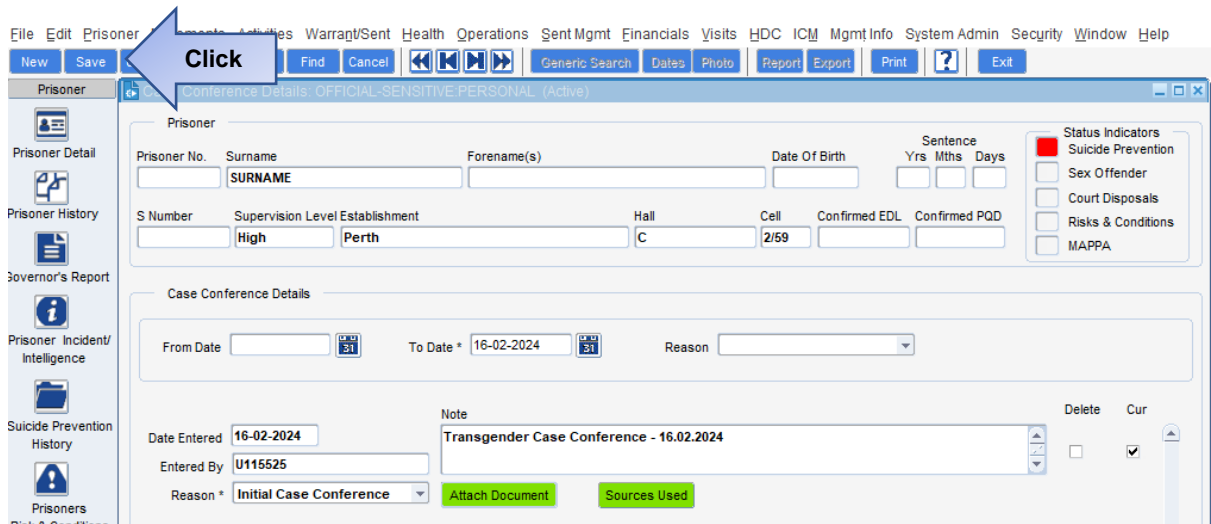 File Edit Prisoner Movements Activities Warrant/Sent Health Operations Sent Mgmt Financials Visits HDC ICM Mgmt Info System Admin Security Window Help
New Save Click Find Cancel Generic Search Dates Photo Report Export Print ? Exit
Prisoner Conference Details: OFFICIAL-SENSITIVE:PERSONAL (Active)
Prisoner Status Indicators
Prisoner Detail Prisoner No. Surname Forename(s) Date Of Birth Sentence Yrs Mths Days Suicide Prevention
SURNAME Sex Offender
Prisoner History S Number Supervision Level Establishment Hall Cell Confirmed EDL Confirmed PQD Court Disposals
High Perth C 2/59 Risks & Conditions
MAPPA
Governor's Report
Case Conference Details
Prisoner Incident/
Intelligence
From Date 31 To Date * 16-02-2024 31 Reason
Suicide Prevention
History
Note Delete Cur
Date Entered 16-02-2024 Transgender Case Conference - 16.02.2024
Entered By U115525
Reason * Initial Case Conference Attach Document Sources Used
Prisoners